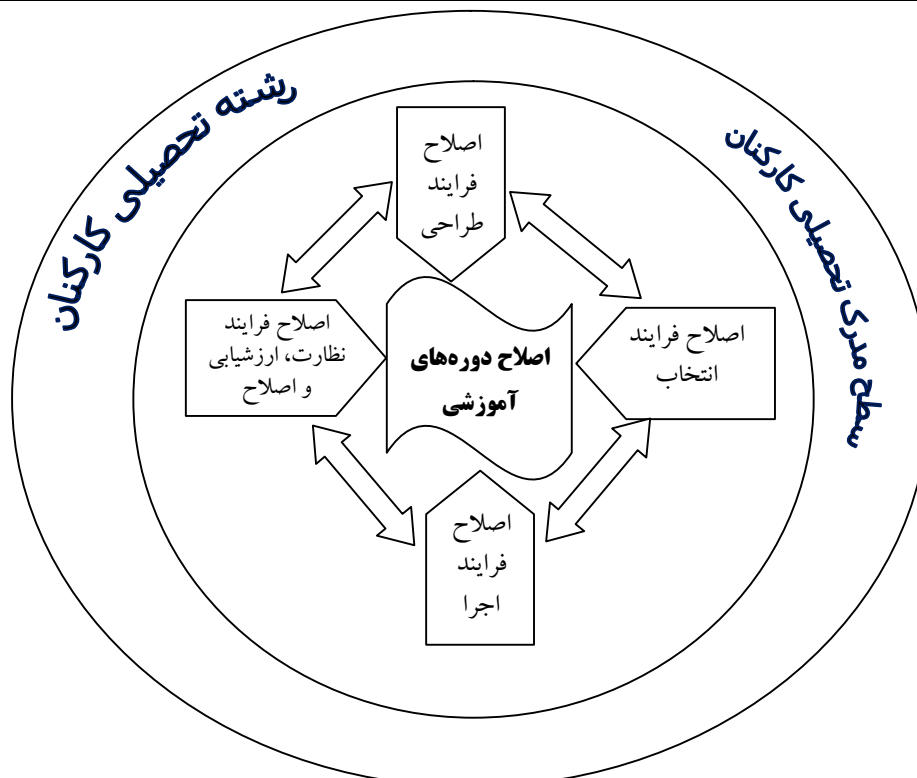 رشته تحصیلی کارکنان
سطح مدرک تحصیلی کارکنان
اصلاح
فرایند
طراحی
اصلاح فرایند
انتخاب
اصلاح دوره‌های
آموزشی
اصلاح فرایند
نظارت، ارزشیابی
و اصلاح
اصلاح
فرایند
اجرا